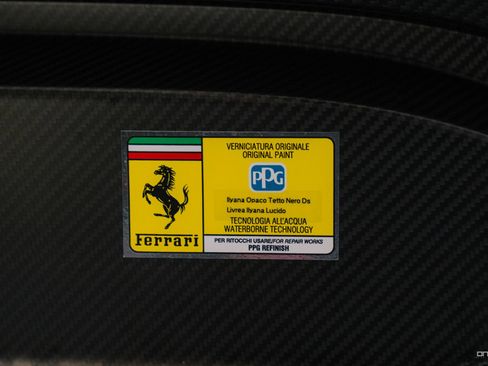 VERNICIATURA ORIGINALE
ORIGINAL PAINT
PPG
Ilyana Opaco Tetto Nero Ds
Livrea Ilyana Lucido
TECNOLOGIA ALL'ACQUA
WATERBORNE TECHNOLOGY
Ferrari
PER RITOCCHI USARE/FOR REPAIR WORKS
PPG REFINISH